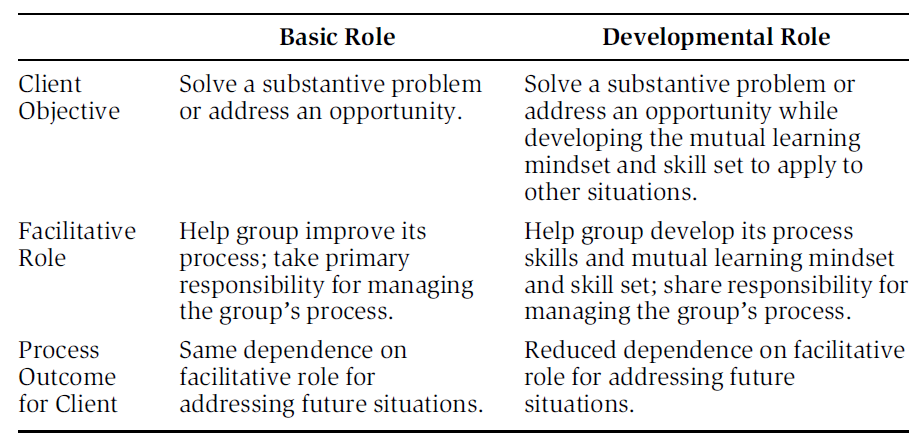 Basic Role Developmental Role
Client Objective
Solve a substantive problem
or address an opportunity.
Solve a substantive problem or
address an opportunity while
developing the mutual learning
mindset and skill set to apply to
other situations.
Facilitative
Role
Help group improve its
process; take primary
responsibility for managing
the group’s process.
Help group develop its process
skills and mutual learning mindset
and skill set; share responsibility for
managing the group’s process.
Process
Outcome
for Client
Same dependence on
facilitative role for
addressing future situations.
Reduced dependence on facilitative
role for addressing future
situations.